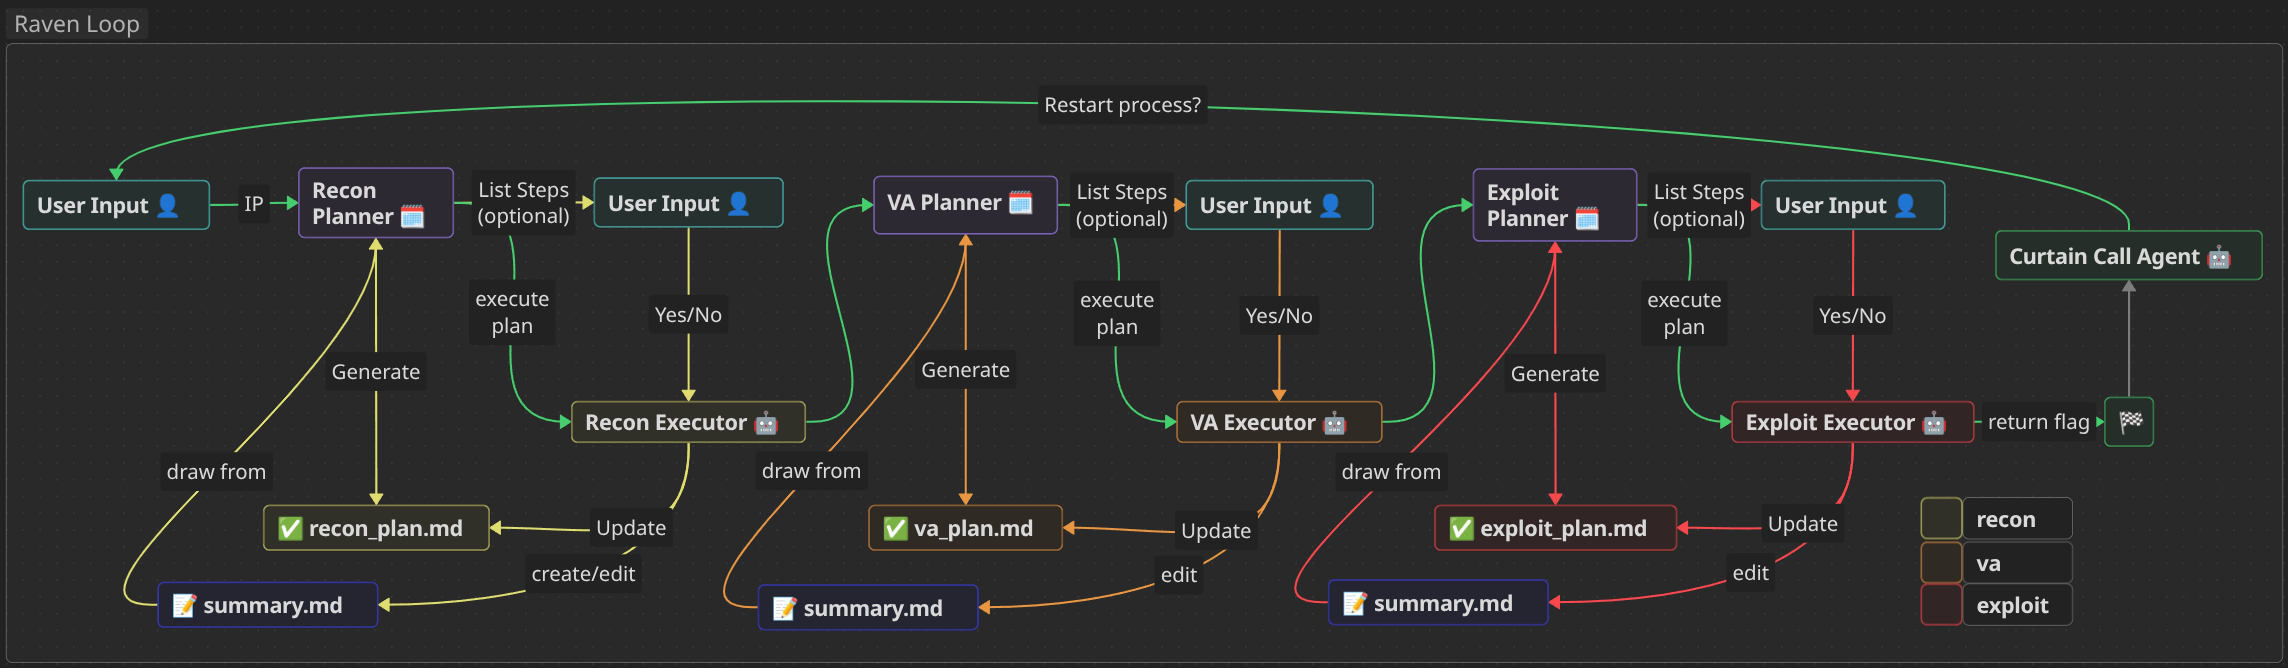 Raven Loop
Restart process?
User Input 👤
IP
Recon
Planner 🗓️
List Steps
(optional)
User Input 👤
VA Planner 🗓️
List Steps
(optional)
User Input 👤
Exploit
Planner 🗓️
List Steps
(optional)
User Input 👤
Curtain Call Agent 🤖
execute
plan
Yes/No
execute
plan
Yes/No
execute
plan
Yes/No
Generate
Generate
Generate
Recon Executor 🤖
VA Executor 🤖
Exploit Executor 🤖
return flag
🏁
draw from
draw from
draw from
✅ recon_plan.md
Update
✅ va_plan.md
Update
✅ exploit_plan.md
Update
create/edit
edit
edit
📝 summary.md
📝 summary.md
📝 summary.md
recon
va
exploit